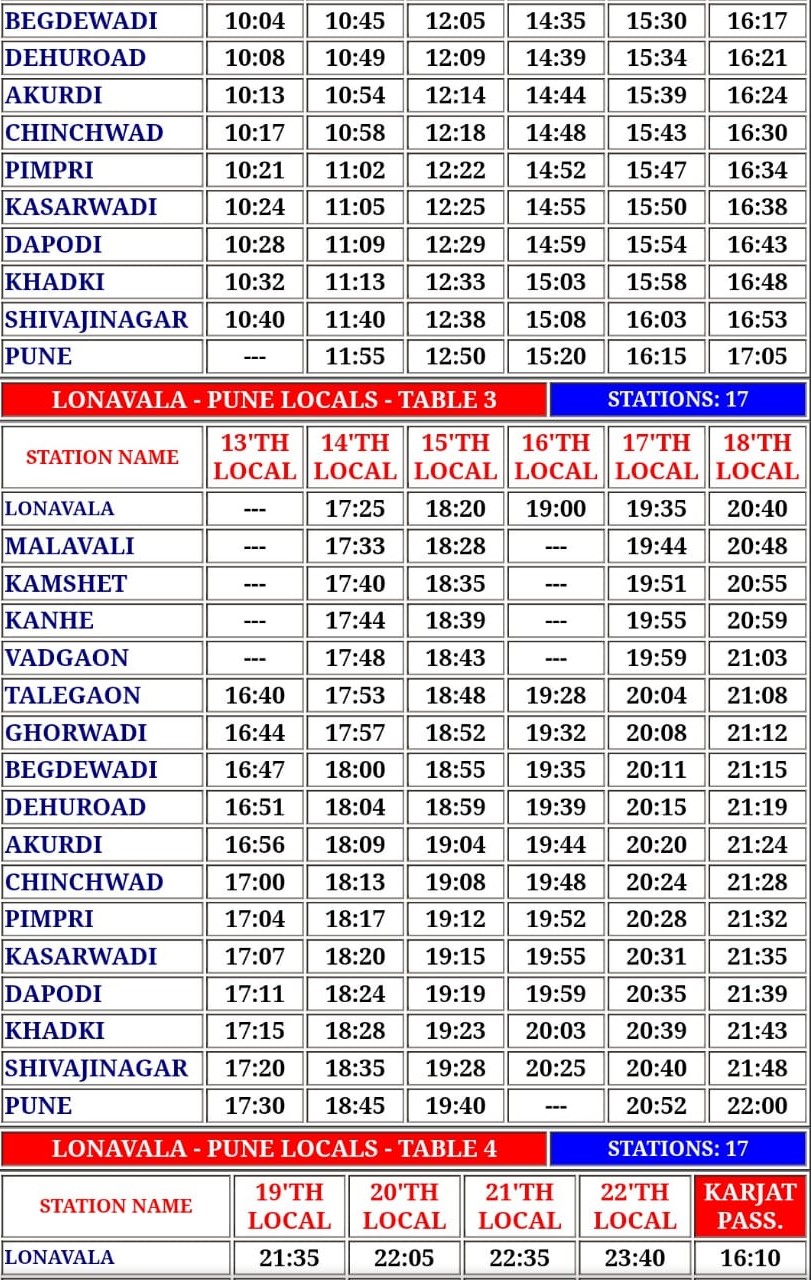 BEGDEWADI 10:04 10:45 12:05 14:35 15:30 16:17
DEHUROAD 10:08 10:49 12:09 14:39 15:34 16:21
AKURDI 10:13 10:54 12:14 14:44 15:39 16:24
CHINCHWAD 10:17 10:58 12:18 14:48 15:43 16:30
PIMPRI 10:21 11:02 12:22 14:52 15:47 16:34
KASARWADI 10:24 11:05 12:25 14:55 15:50 16:38
DAPODI 10:28 11:09 12:29 14:59 15:54 16:43
KHADKI 10:32 11:13 12:33 15:03 15:58 16:48
SHIVAJINAGAR 10:40 11:40 12:38 15:08 16:03 16:53
PUNE --- 11:55 12:50 15:20 16:15 17:05
LONAVALA - PUNE LOCALS - TABLE 3 STATIONS: 17
STATION NAME 13'TH LOCAL 14'TH LOCAL 15'TH LOCAL 16'TH LOCAL 17'TH LOCAL 18'TH LOCAL
LONAVALA --- 17:25 18:20 19:00 19:35 20:40
MALAVALI --- 17:33 18:28 --- 19:44 20:48
KAMSHET --- 17:40 18:35 --- 19:51 20:55
KANHE --- 17:44 18:39 --- 19:55 20:59
VADGAON --- 17:48 18:43 --- 19:59 21:03
TALEGAON 16:40 17:53 18:48 19:28 20:04 21:08
GHORWADI 16:44 17:57 18:52 19:32 20:08 21:12
BEGDEWADI 16:47 18:00 18:55 19:35 20:11 21:15
DEHUROAD 16:51 18:04 18:59 19:39 20:15 21:19
AKURDI 16:56 18:09 19:04 19:44 20:20 21:24
CHINCHWAD 17:00 18:13 19:08 19:48 20:24 21:28
PIMPRI 17:04 18:17 19:12 19:52 20:28 21:32
KASARWADI 17:07 18:20 19:15 19:55 20:31 21:35
DAPODI 17:11 18:24 19:19 19:59 20:35 21:39
KHADKI 17:15 18:28 19:23 20:03 20:39 21:43
SHIVAJINAGAR 17:20 18:35 19:28 20:25 20:40 21:48
PUNE 17:30 18:45 19:40 --- 20:52 22:00
LONAVALA - PUNE LOCALS - TABLE 4 STATIONS: 17
STATION NAME 19'TH LOCAL 20'TH LOCAL 21'TH LOCAL 22'TH LOCAL KARJAT PASS.
LONAVALA 21:35 22:05 22:35 23:40 16:10